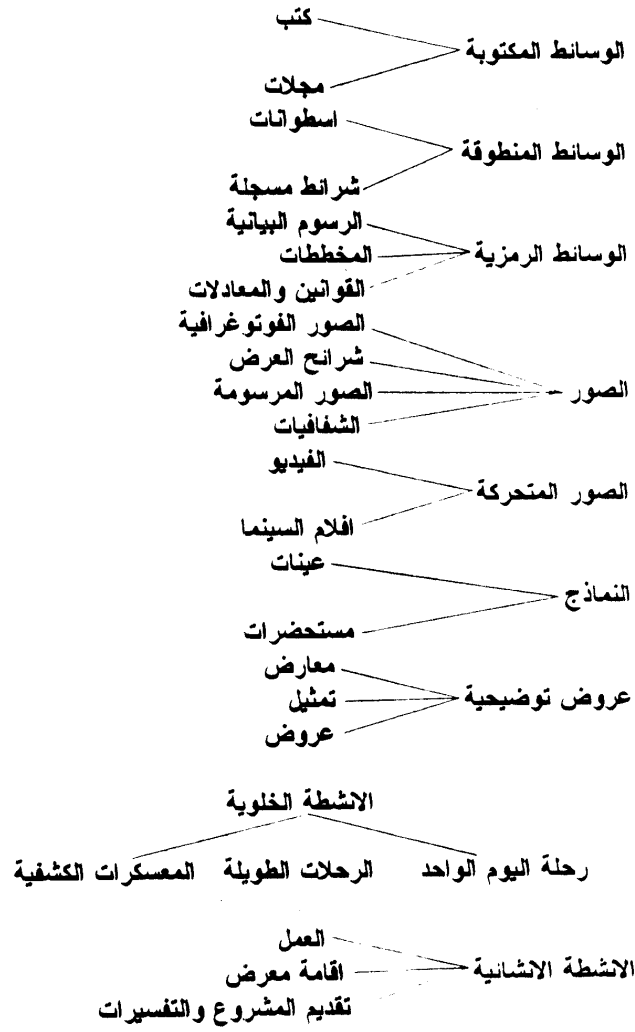 كتب
الوسائط المكتوبة
مجلات
اسطوانات
الوسائط المنطوقة
شرائط مسجلة
الرسوم البيانية
الوسائط الرمزية
المخططات
القوانين والمعادلات
الصور الفوتوغرافية
شرائح العرض
الصور
الصور المرسومة
الشفافيات
الفيديو
الصور المتحركة
افلام السينما
عينات
النماذج
مستحضرات
معارض
عروض توضيحية
تمثيل
عروض
الانشطة الخلوية
رحلة اليوم الواحد الرحلات الطويلة المعسكرات الكشفية
العمل
الانشطة الانشائية
اقامة معرض
تقديم المشروع والتفسيرات